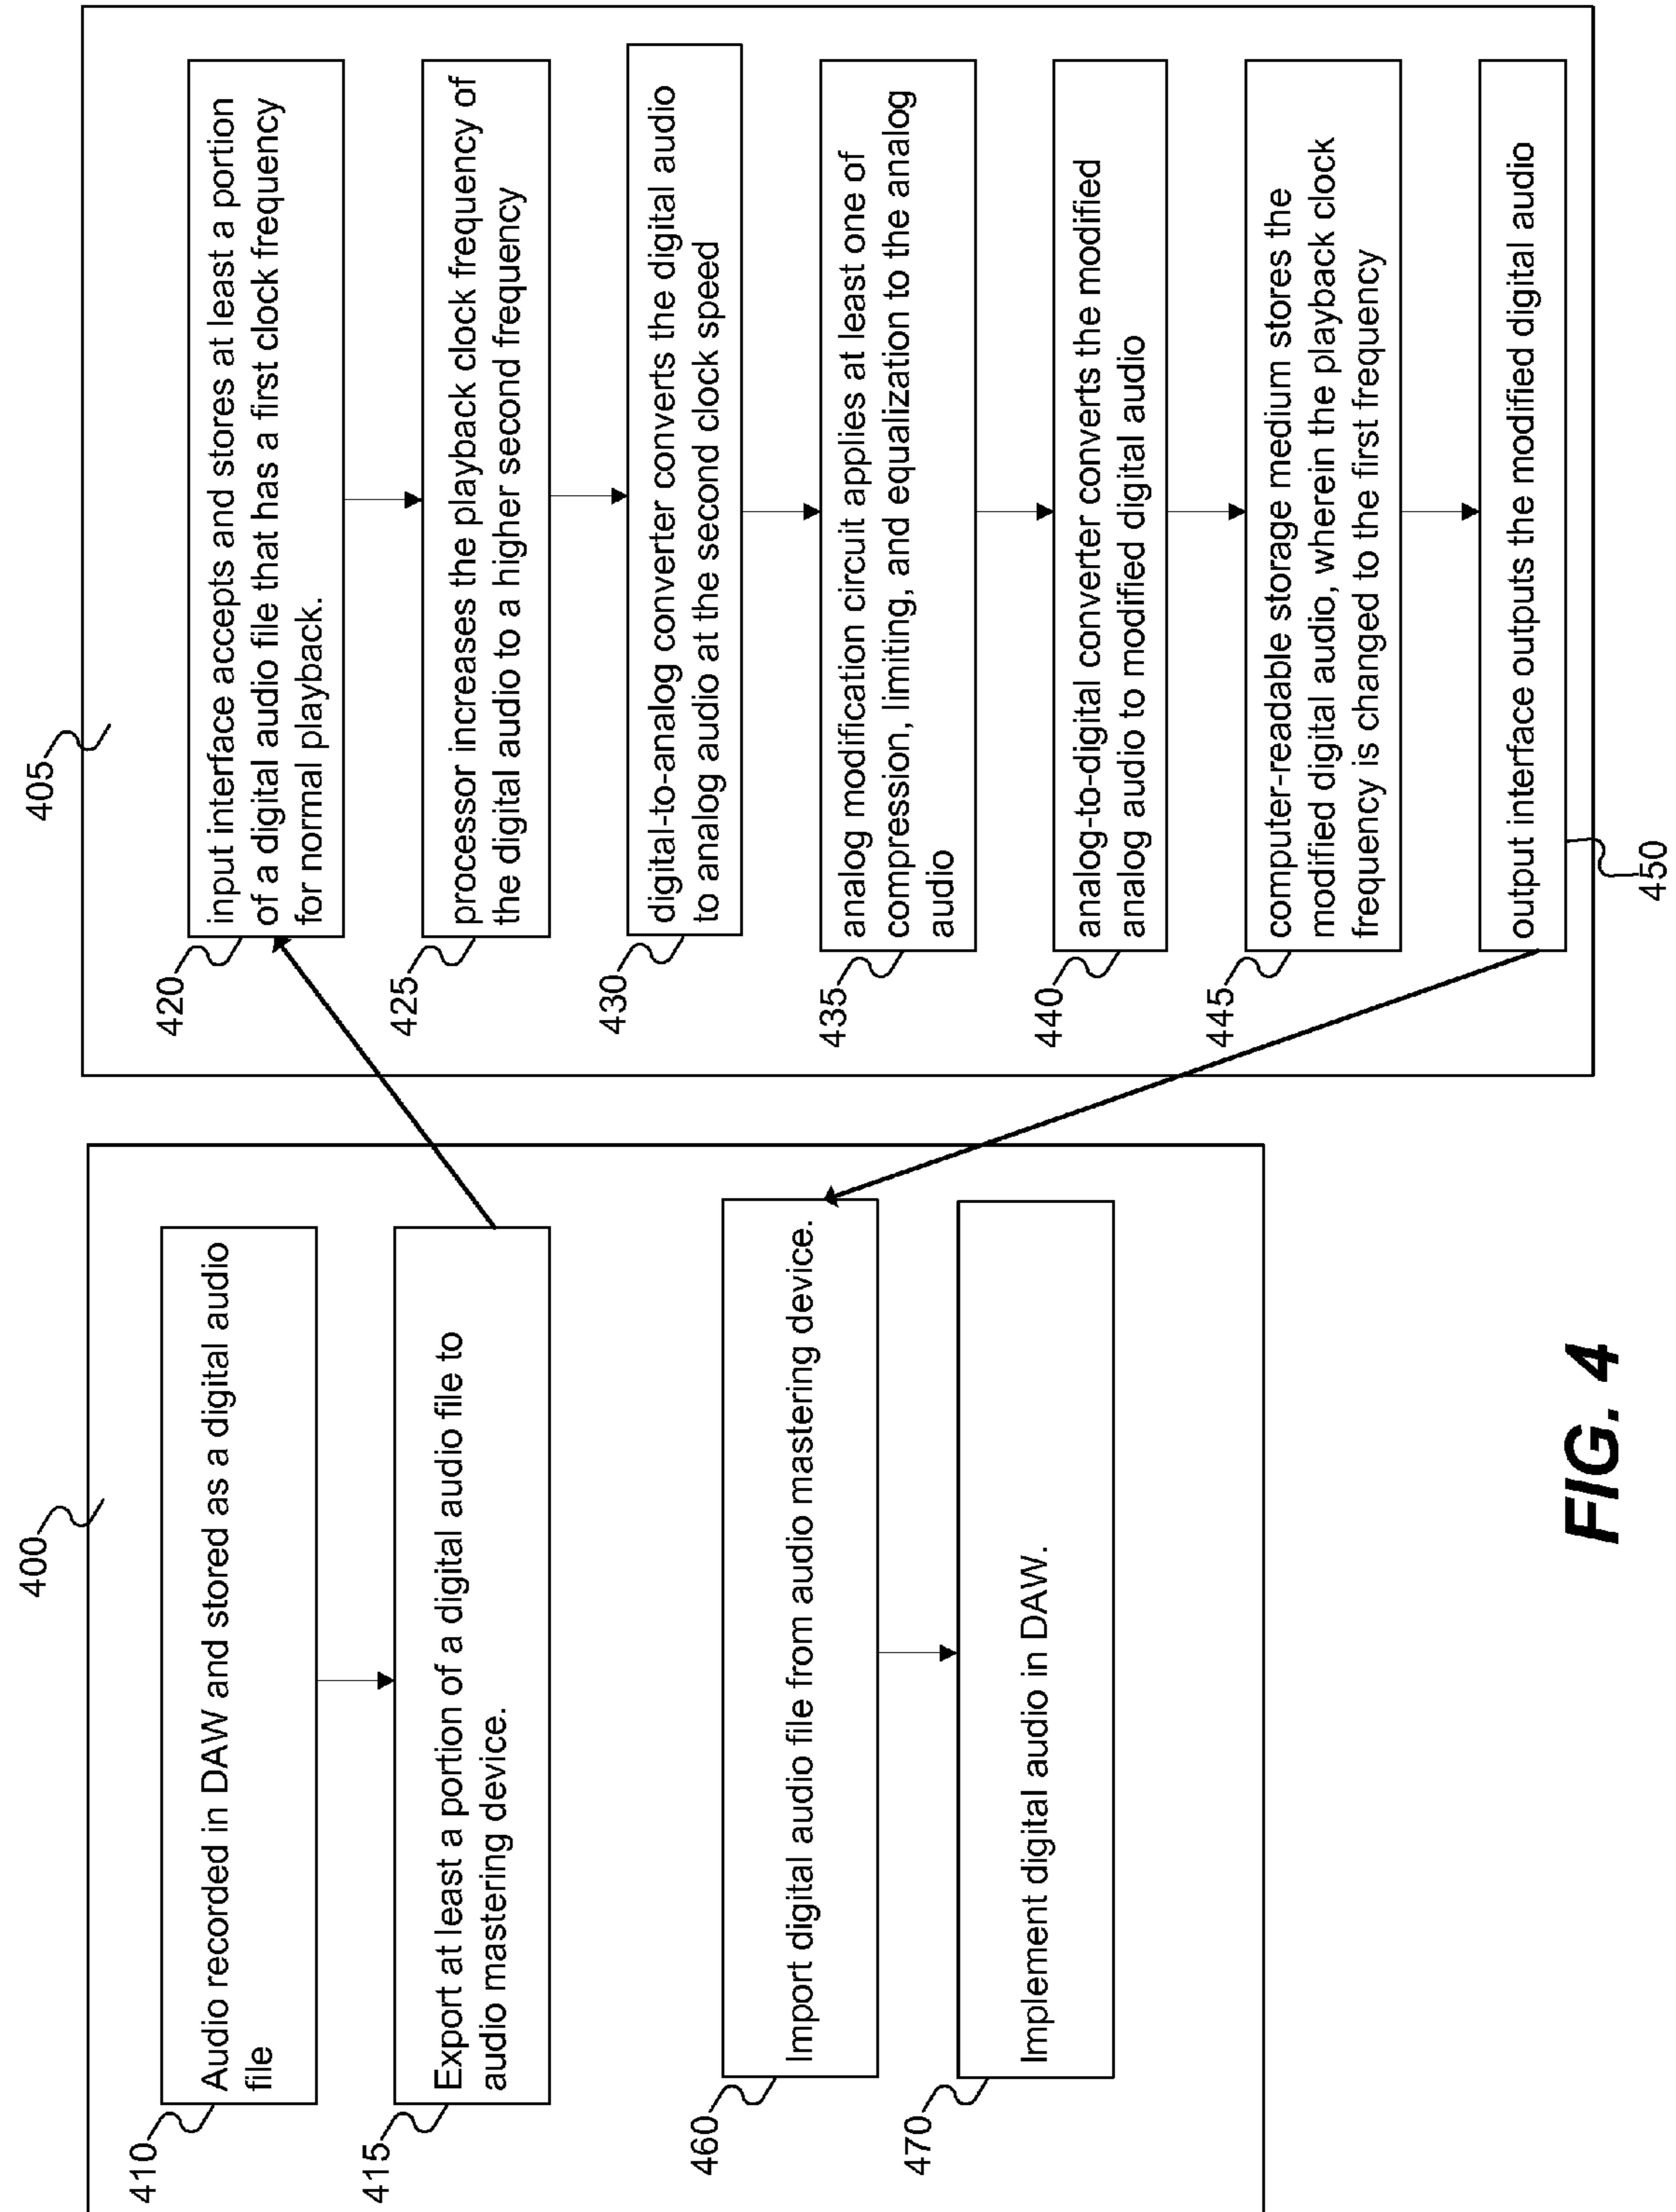 400
410
Audio recorded in DAW and stored as a digital audio
file
415
Export at least a portion of a digital audio file to
audio mastering device.
460
Import digital audio file from audio mastering device.
470
Implement digital audio in DAW.
405
420
input interface accepts and stores at least a portion
of a digital audio file that has a first clock frequency
for normal playback.
425
processor increases the playback clock frequency of
the digital audio to a higher second frequency
430
digital-to-analog converter converts the digital audio
to analog audio at the second clock speed
435
analog modification circuit applies at least one of
compression, limiting, and equalization to the analog
audio
440
analog-to-digital converter converts the modified
analog audio to modified digital audio
445
computer-readable storage medium stores the
modified digital audio, wherein the playback clock
frequency is changed to the first frequency
output interface outputs the modified digital audio
450
FIG. 4